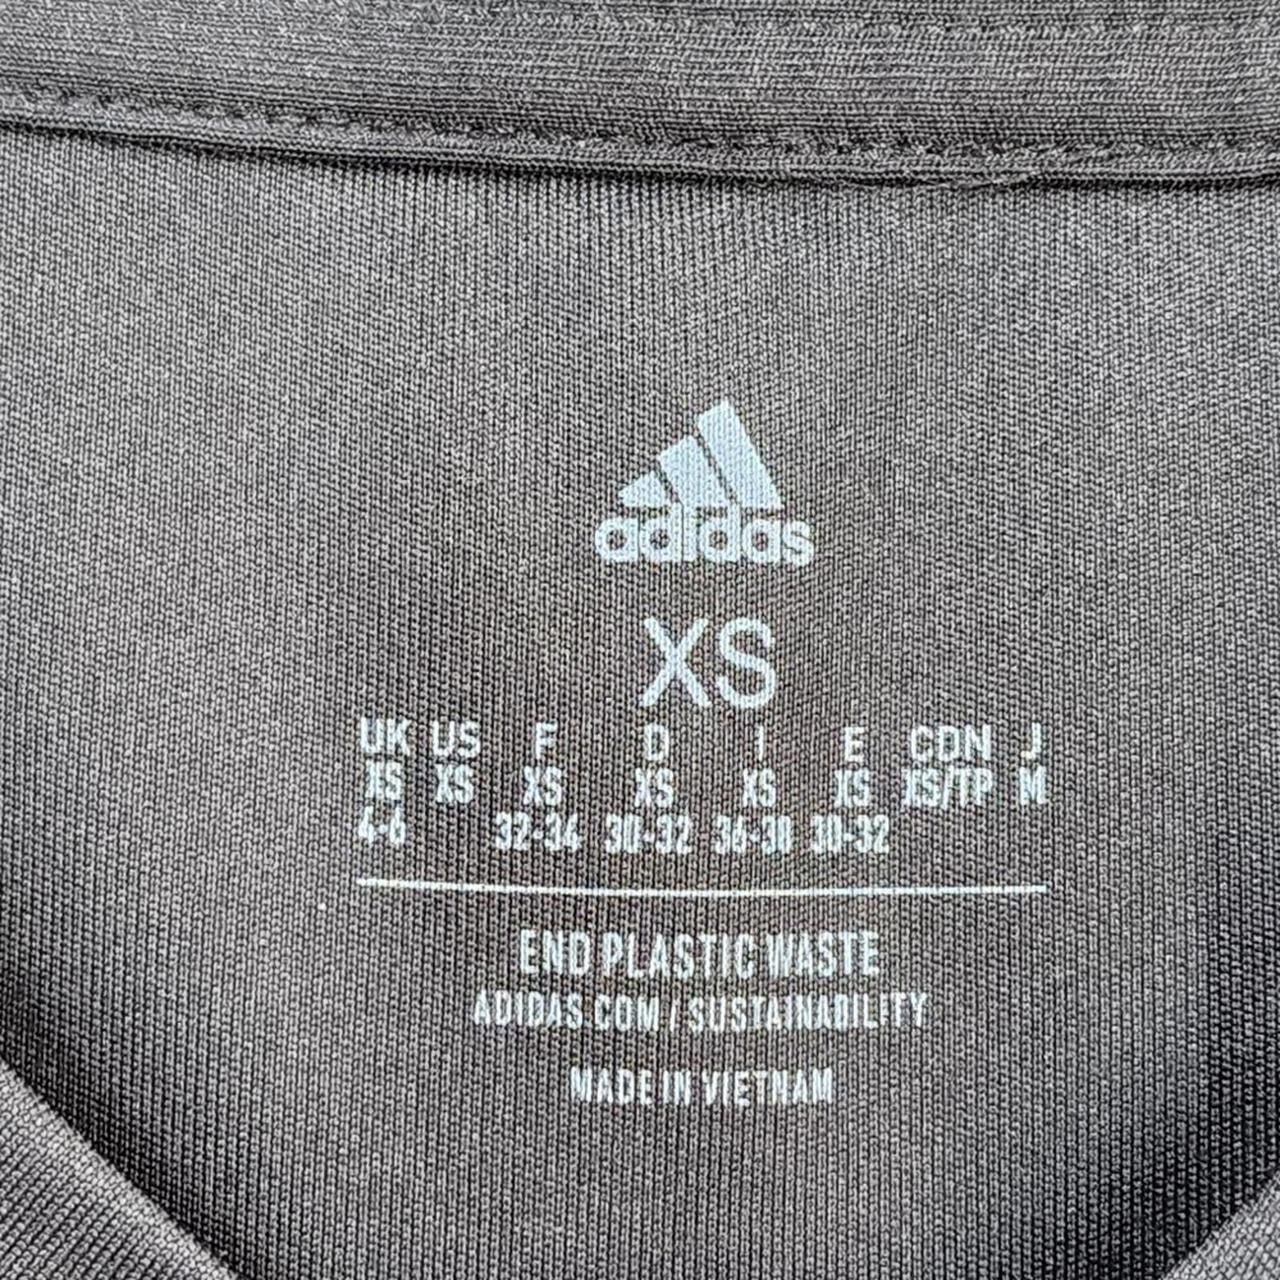 adidas
XS
UK US F D I E CDN J
XS XS XS XS XS XS XS/TP M
4-6 32-34 30-32 36-38 30-32
END PLASTIC WASTE
ADIDAS.COM/SUSTAINABILITY
MADE IN VIETNAM